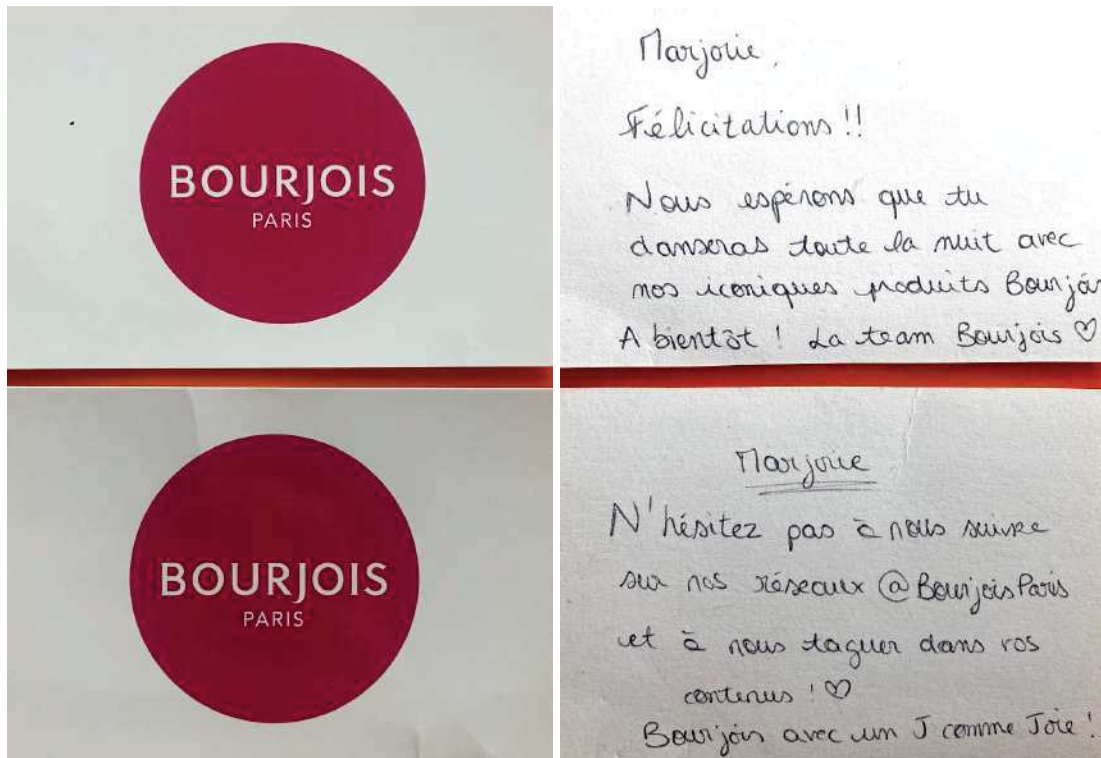 BOURJOIS
PARIS
Marjorie,
Félicitations !!
Nous espérons que tu
danseras toute la nuit avec
nos iconiques produits
A bientôt ! La team Bourjois ♡
BOURJOIS
PARIS
Marjorie
N'hésitez pas à nous suivre
sur nos réseaux @BourjoisParis
et à nous taguer dans vos
contenus ! ♡
Bourjois avec un J comme Joie !